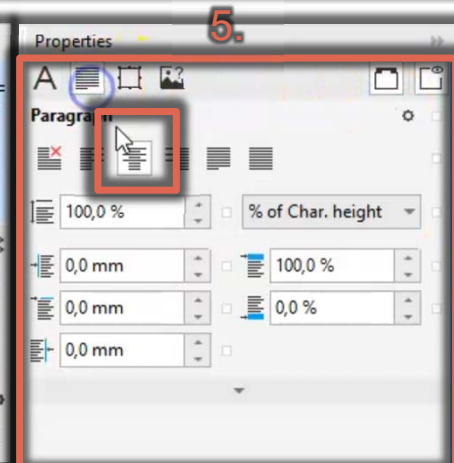 5.
Properties
A
Paragraph
100,0 %
% of Char. height
0,0 mm
100,0 %
0,0 mm
0,0 %
0,0 mm